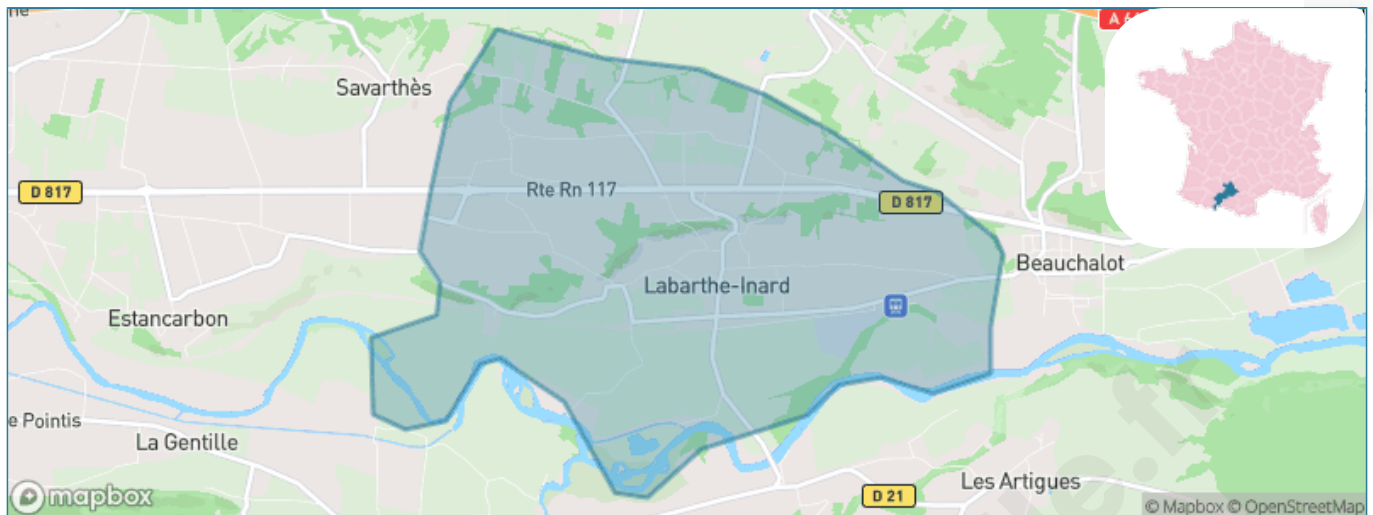 Savarthès
D 817
Rte Rn 117
D 817
Beauchalot
Labarthe-Inard
Estancarbon
e Pointis
La Gentille
Les Artigues
D 21
mapbox
© Mapbox © OpenStreetMap